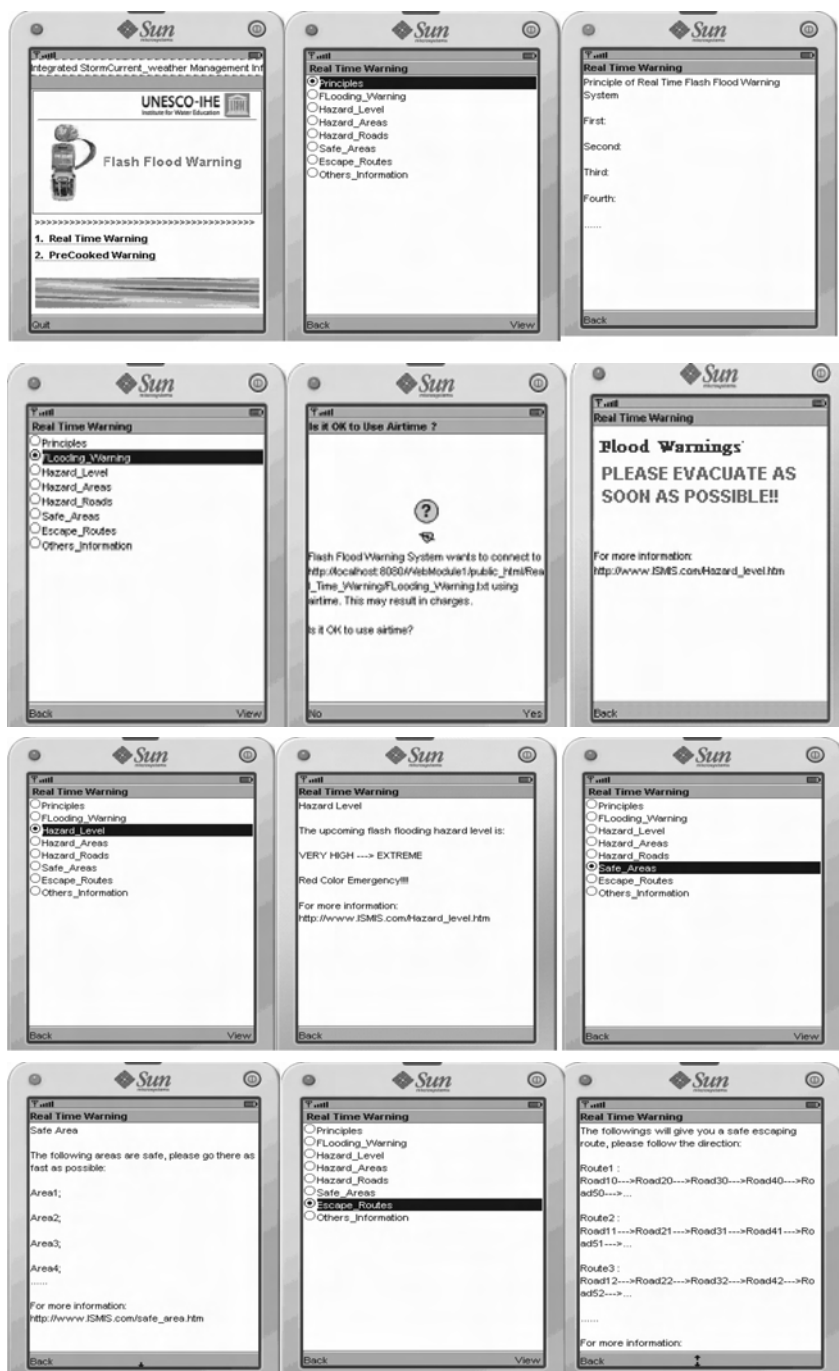 Sun
microsystems
Integrated StormCurrent_weather Management Inf
UNESCO-IHE
Institute for Water Education
Flash Flood Warning
>>>>>>>>>>>>>>>>>>>>>>>>>>>>>>>>>>>>>>>
1. Real Time Warning
2. PreCooked Warning
Quit
Sun
microsystems
Real Time Warning
Principles
FLooding_Warning
Hazard_Level
Hazard_Areas
Hazard_Roads
Safe_Areas
Escape_Routes
Others_Information
Back View
Sun
microsystems
Real Time Warning
Principle of Real Time Flash Flood Warning
System
First:
Second:
Third:
Fourth:
......
Back
Sun
microsystems
Real Time Warning
Principles
FLooding_Warning
Hazard_Level
Hazard_Areas
Hazard_Roads
Safe_Areas
Escape_Routes
Others_Information
Back View
Sun
microsystems
Is it OK to Use Airtime ?
?
Flash Flood Warning System wants to connect to
http://localhost:8080/WebModule1/public_html/Rea
l_Time_Warning/FLooding_Warning.txt using
airtime. This may result in charges.
Is it OK to use airtime?
No Yes
Sun
microsystems
Real Time Warning
Flood Warnings
PLEASE EVACUATE AS
SOON AS POSSIBLE!!
For more information:
http://www.ISMIS.com/Hazard_level.htm
Back
Sun
microsystems
Real Time Warning
Principles
FLooding_Warning
Hazard_Level
Hazard_Areas
Hazard_Roads
Safe_Areas
Escape_Routes
Others_Information
Back View
Sun
microsystems
Real Time Warning
Hazard Level
The upcoming flash flooding hazard level is:
VERY HIGH ---> EXTREME
Red Color Emergency!!!!
For more information:
http://www.ISMIS.com/Hazard_level.htm
Back
Sun
microsystems
Real Time Warning
Principles
FLooding_Warning
Hazard_Level
Hazard_Areas
Hazard_Roads
Safe_Areas
Escape_Routes
Others_Information
Back View
Sun
microsystems
Real Time Warning
Safe Area
The following areas are safe, please go there as
fast as possible:
Area1;
Area2;
Area3;
Area4;
......
For more information:
http://www.ISMIS.com/safe_area.htm
Back
Sun
microsystems
Real Time Warning
Principles
FLooding_Warning
Hazard_Level
Hazard_Areas
Hazard_Roads
Safe_Areas
Escape_Routes
Others_Information
Back View
Sun
microsystems
Real Time Warning
The followings will give you a safe escaping
route, please follow the direction:
Route1 :
Road10--->Road20--->Road30--->Road40--->Ro
ad50--->...
Route2 :
Road11--->Road21--->Road31--->Road41--->Ro
ad51--->...
Route3 :
Road12--->Road22--->Road32--->Road42--->Ro
ad52--->...
......
For more information:
Back